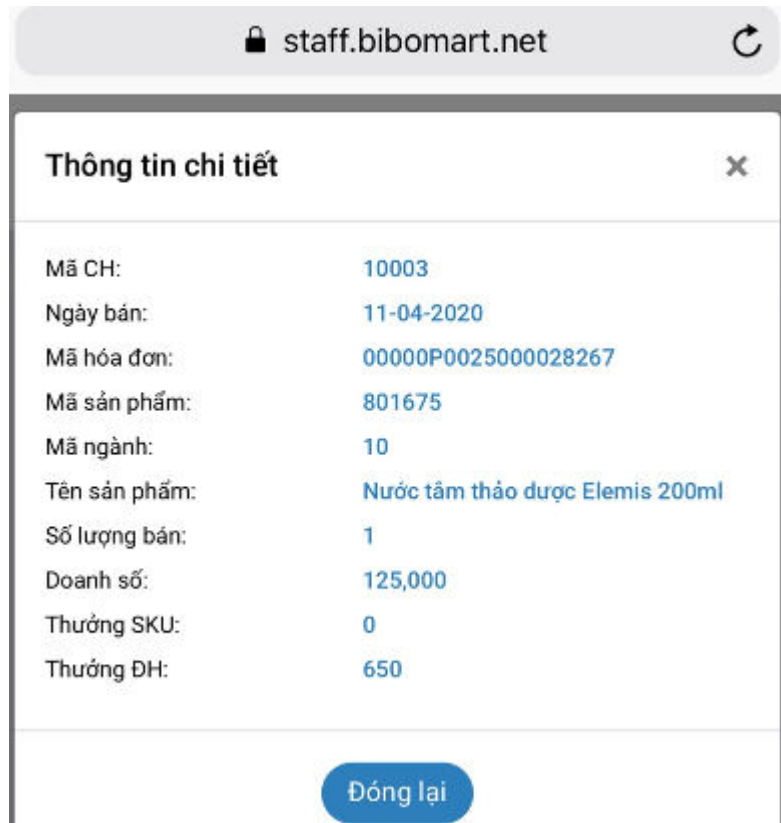 staff.bibomart.net
Thông tin chi tiết ×
Mã CH: 10003
Ngày bán: 11-04-2020
Mã hóa đơn: 00000P0025000028267
Mã sản phẩm: 801675
Mã ngành: 10
Tên sản phẩm: Nước tắm thảo dược Elemis 200ml
Số lượng bán: 1
Doanh số: 125,000
Thưởng SKU: 0
Thưởng ĐH: 650
Đóng lại